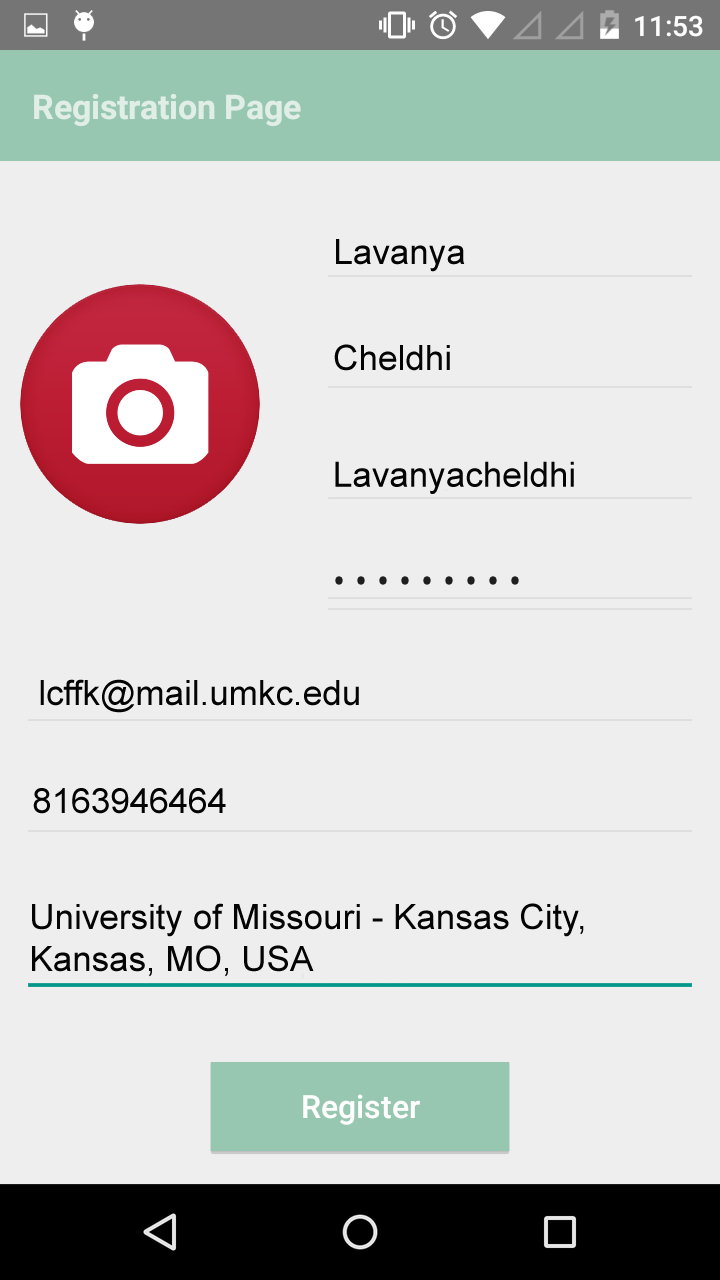 11:53
Registration Page
Lavanya
Cheldhi
Lavanyacheldhi
• • • • • • • • •
lcffk@mail.umkc.edu
8163946464
University of Missouri - Kansas City,
Kansas, MO, USA
Register